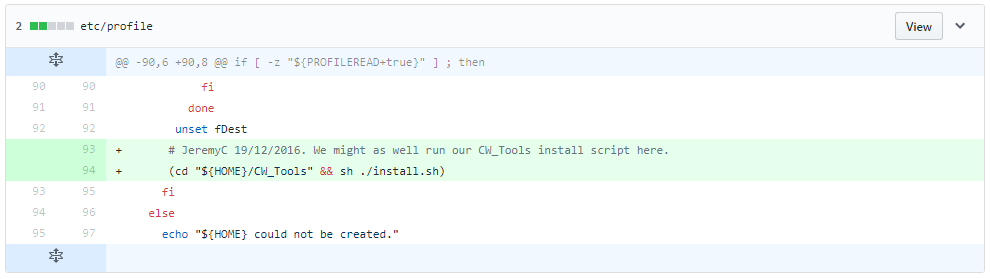 2 etc/profile View
@@ -90,6 +90,8 @@ if [ -z "${PROFILEREAD+true}" ] ; then
90 90 fi
91 91 done
92 92 unset fDest
93 + # JeremyC 19/12/2016. We might as well run our CW_Tools install script here.
94 + (cd "${HOME}/CW_Tools" && sh ./install.sh)
93 95 fi
94 96 else
95 97 echo "${HOME} could not be created."